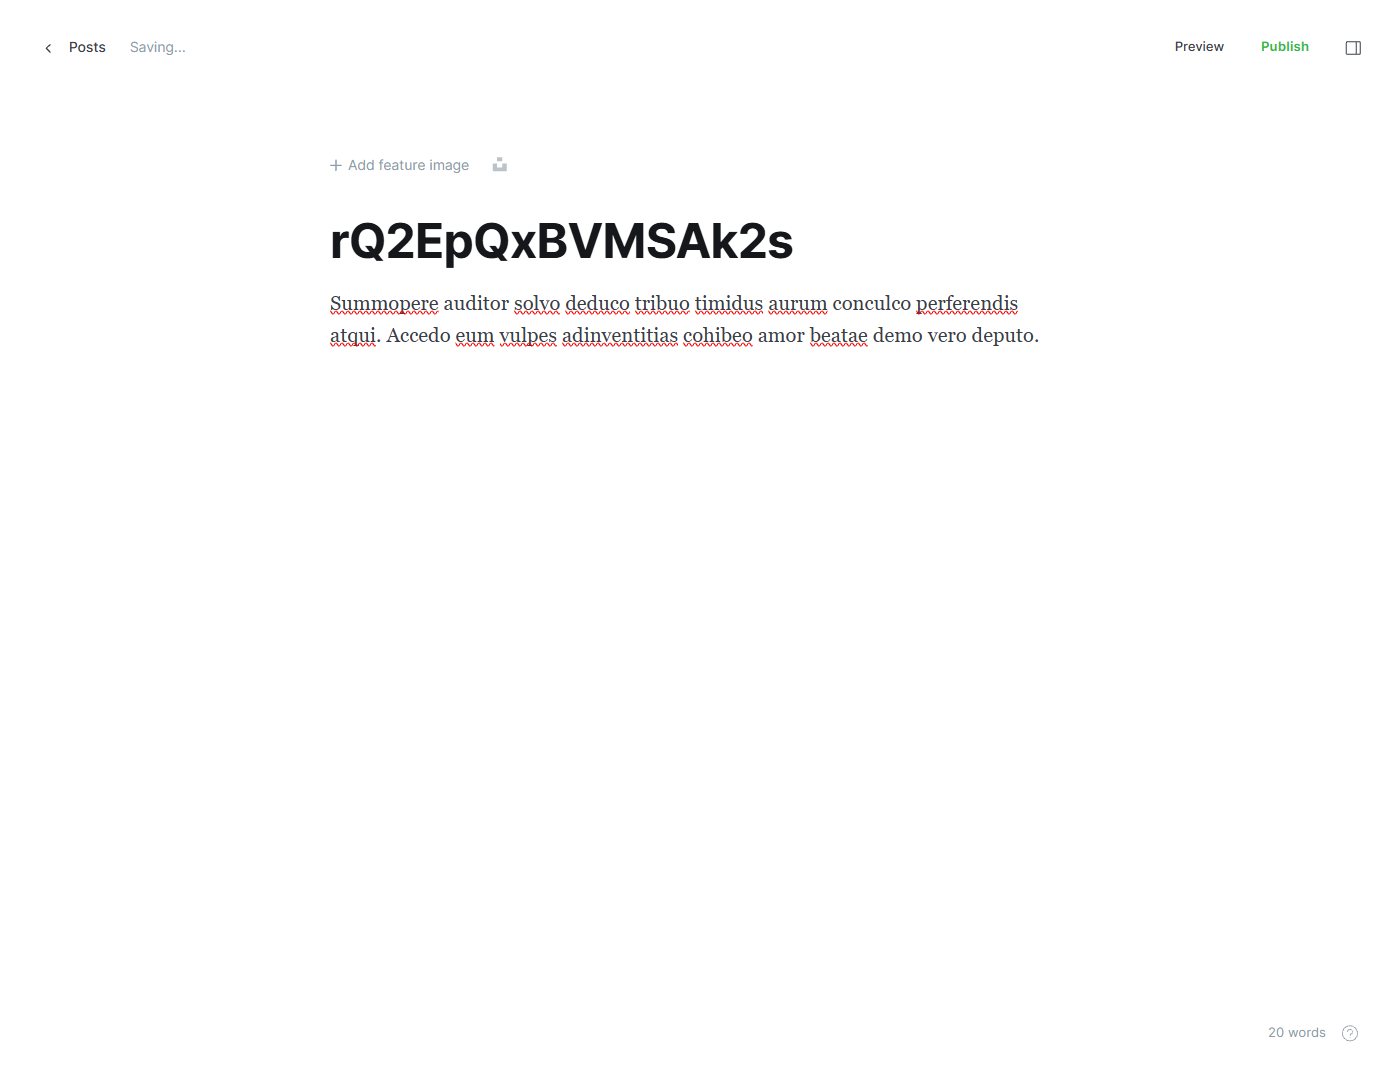 Posts Saving... Preview Publish
Add feature image
rQ2EpQxBVMSAk2s
Summopere auditor solvo deduco tribuo timidus aurum conculco perferendis
atqui. Accedo eum vulpes adinventitias cohibeo amor beatae demo vero deputo.
20 words